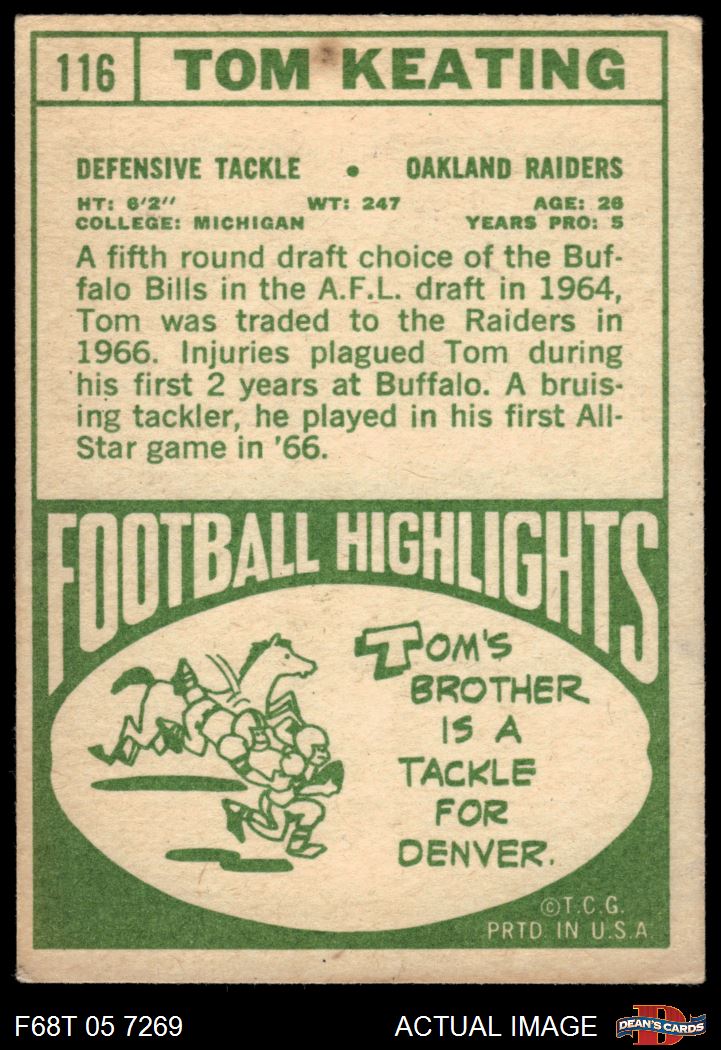 116 TOM KEATING
DEFENSIVE TACKLE • OAKLAND RAIDERS
HT: 6'2" WT: 247 AGE: 26
COLLEGE: MICHIGAN YEARS PRO: 5
A fifth round draft choice of the Buf-
falo Bills in the A.F.L. draft in 1964,
Tom was traded to the Raiders in
1966. Injuries plagued Tom during
his first 2 years at Buffalo. A bruis-
ing tackler, he played in his first All-
Star game in '66.
FOOTBALL HIGHLIGHTS
TOM'S
BROTHER
IS A
TACKLE
FOR
DENVER.
©T.C.G.
PRTD. IN U.S.A
F68T 05 7269 ACTUAL IMAGE D DEAN'S CARDS